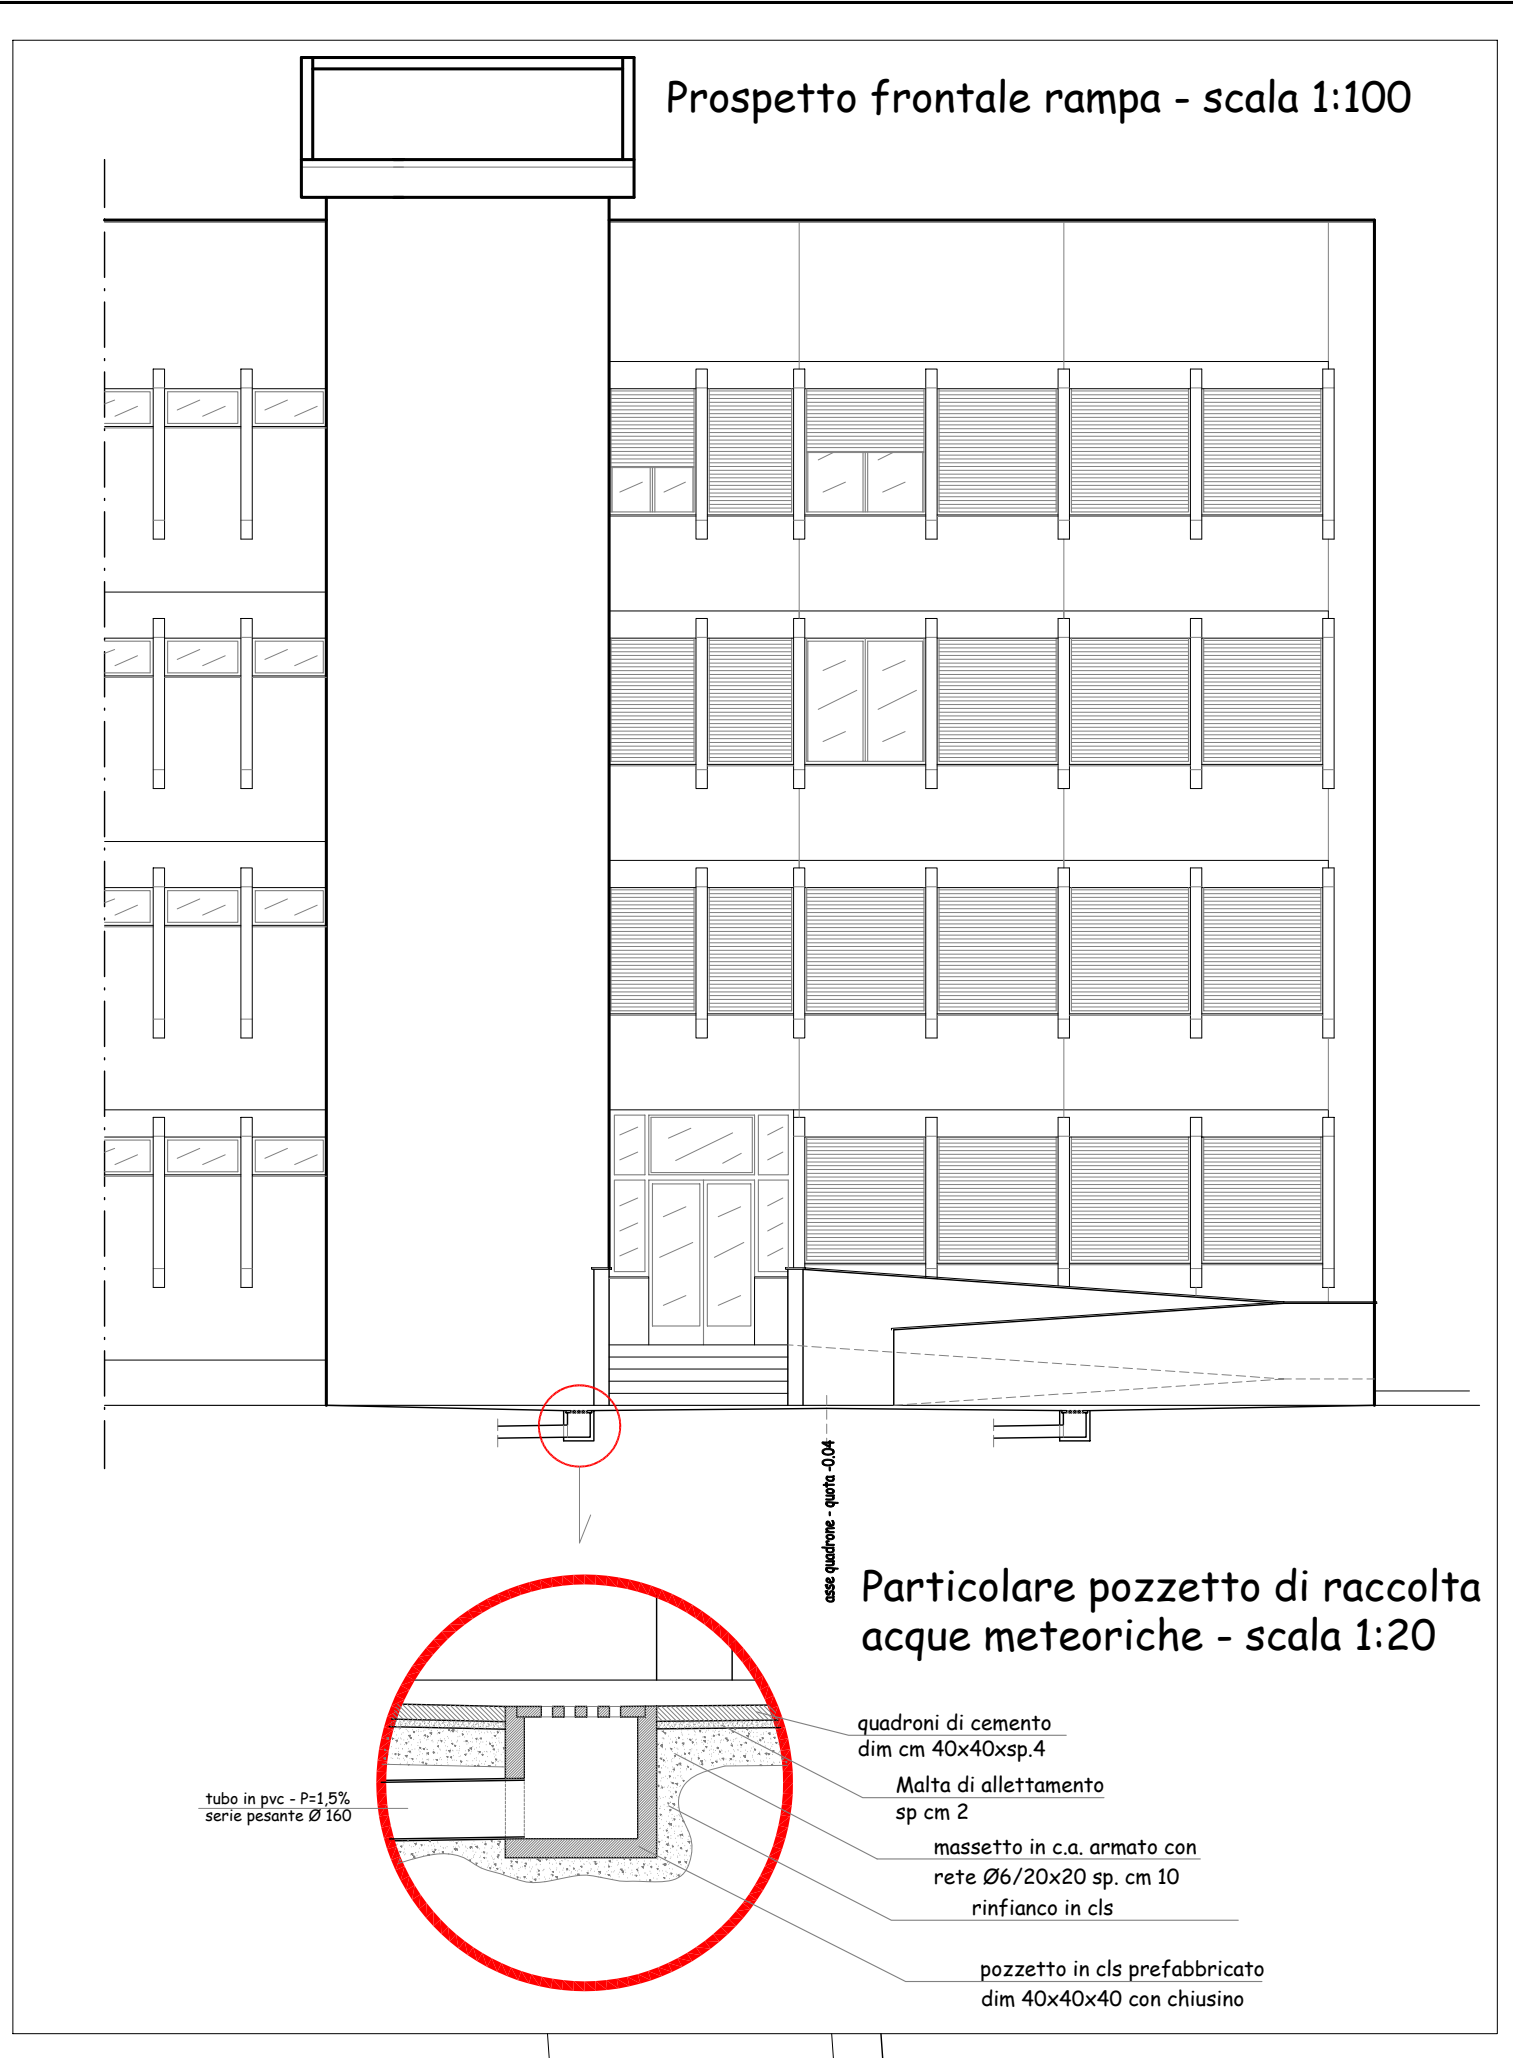 Prospetto frontale rampa - scala 1:100
asse quadrone - quota -0.04
Particolare pozzetto di raccolta
acque meteoriche - scala 1:20
quadroni di cemento
dim cm 40x40xsp.4
Malta di allettamento
sp cm 2
tubo in pvc - P=1,5%
serie pesante Ø 160
massetto in c.a. armato con
rete Ø6/20x20 sp. cm 10
rinfianco in cls
pozzetto in cls prefabbricato
dim 40x40x40 con chiusino